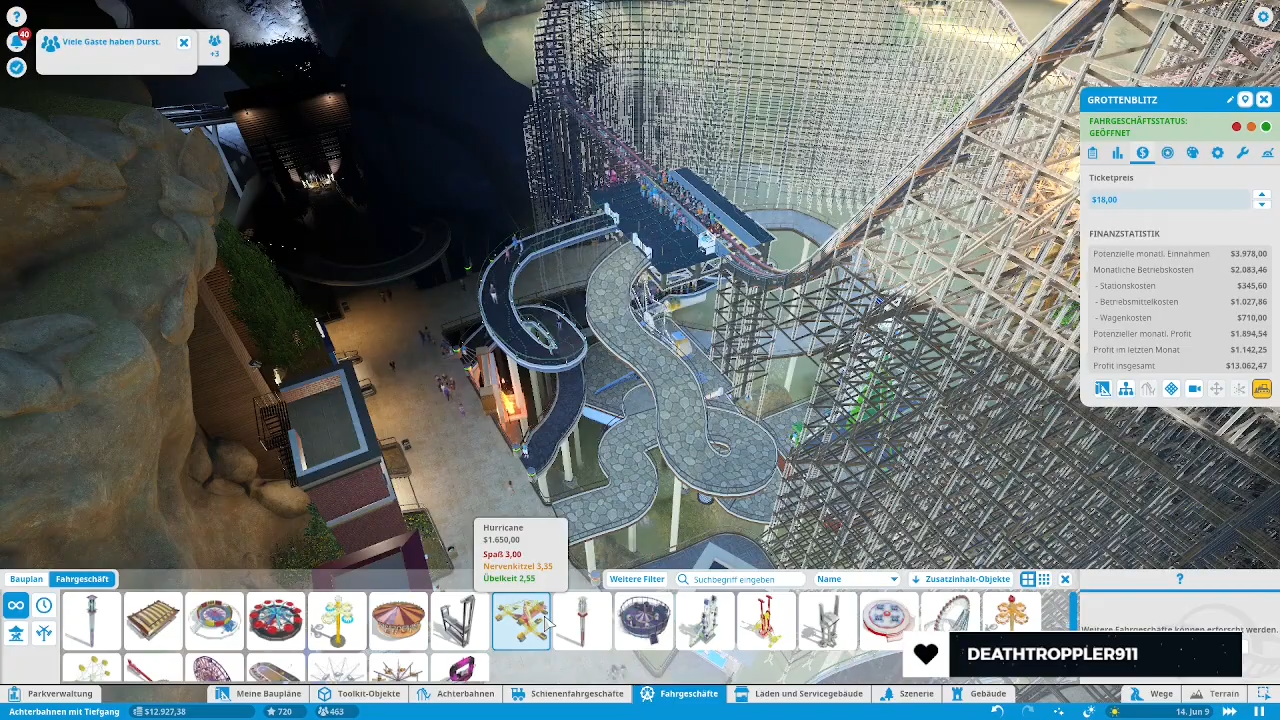 ?
40
Viele Gäste haben Durst.
+3
GROTTENBLITZ
FAHRGESCHÄFTSSTATUS:
GEÖFFNET
Ticketpreis
$18,00
FINANZSTATISTIK
Potenzielle monatl. Einnahmen $3.978,00
Monatliche Betriebskosten $2.083,46
- Stationskosten $345,60
- Betriebsmittelkosten $1.027,86
- Wagenkosten $710,00
Potenzieller monatl. Profit $1.894,54
Profit im letzten Monat $1.142,25
Profit insgesamt $13.062,47
Hurricane
$1.650,00
Spaß 3,00
Nervenkitzel 3,35
Übelkeit 2,55
Bauplan Fahrgeschäft
Weitere Filter Suchbegriff eingeben Name Zusatzinhalt-Objekte ?
Weitere Fahrgeschäfte können erforscht werden.
DEATHTROPPLER911
Parkverwaltung Meine Baupläne Toolkit-Objekte Achterbahnen Schienenfahrgeschäfte Fahrgeschäfte Läden und Servicegebäude Szenerie Gebäude Wege Terrain
Achterbahnen mit Tiefgang $12.927,38 720 463 14. Jun 9